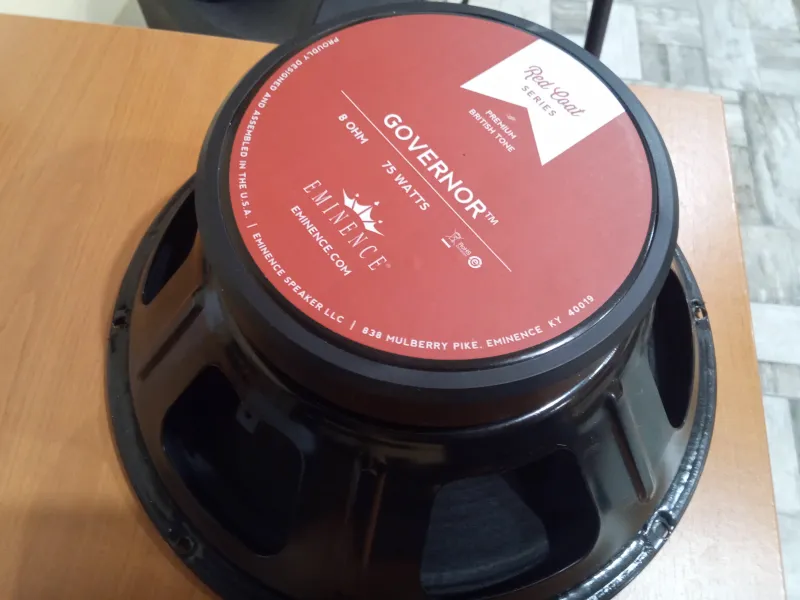 Red Coat
SERIES
PREMIUM
BRITISH TONE
GOVERNOR™
8 OHM
75 WATTS
EMINENCE®
EMINENCE.COM
PROUDLY DESIGNED AND ASSEMBLED IN THE U.S.A. | EMINENCE SPEAKER LLC | 838 MULBERRY PIKE, EMINENCE KY 40019